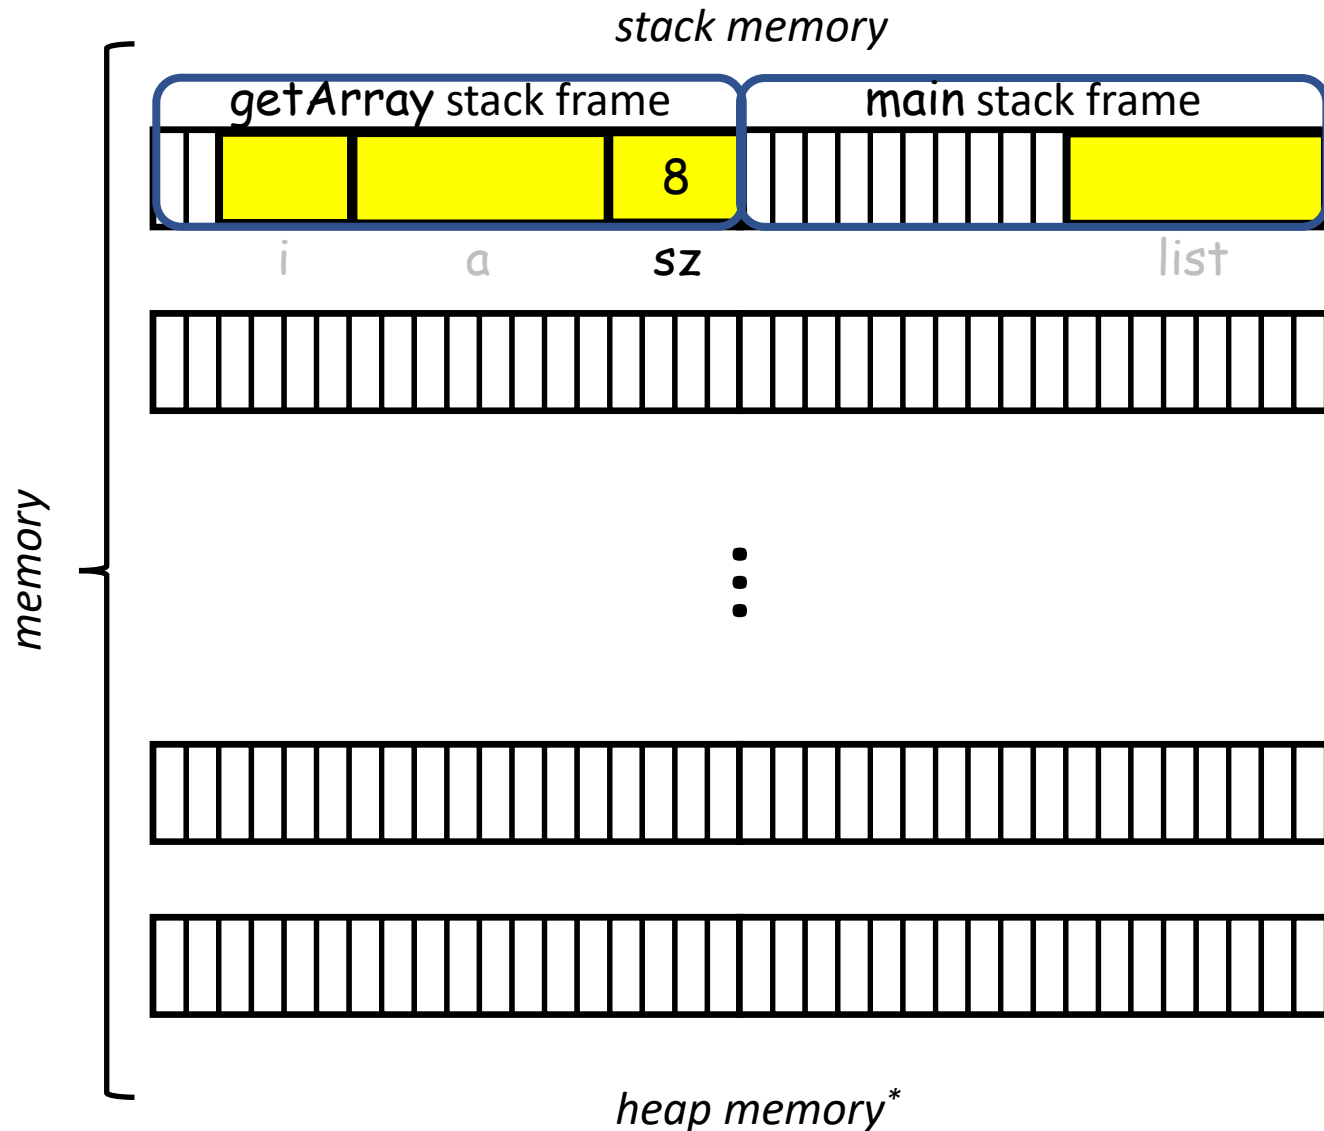 stack memory
getArray stack frame
main stack frame
8
i
a
sz
list
memory
heap memory*